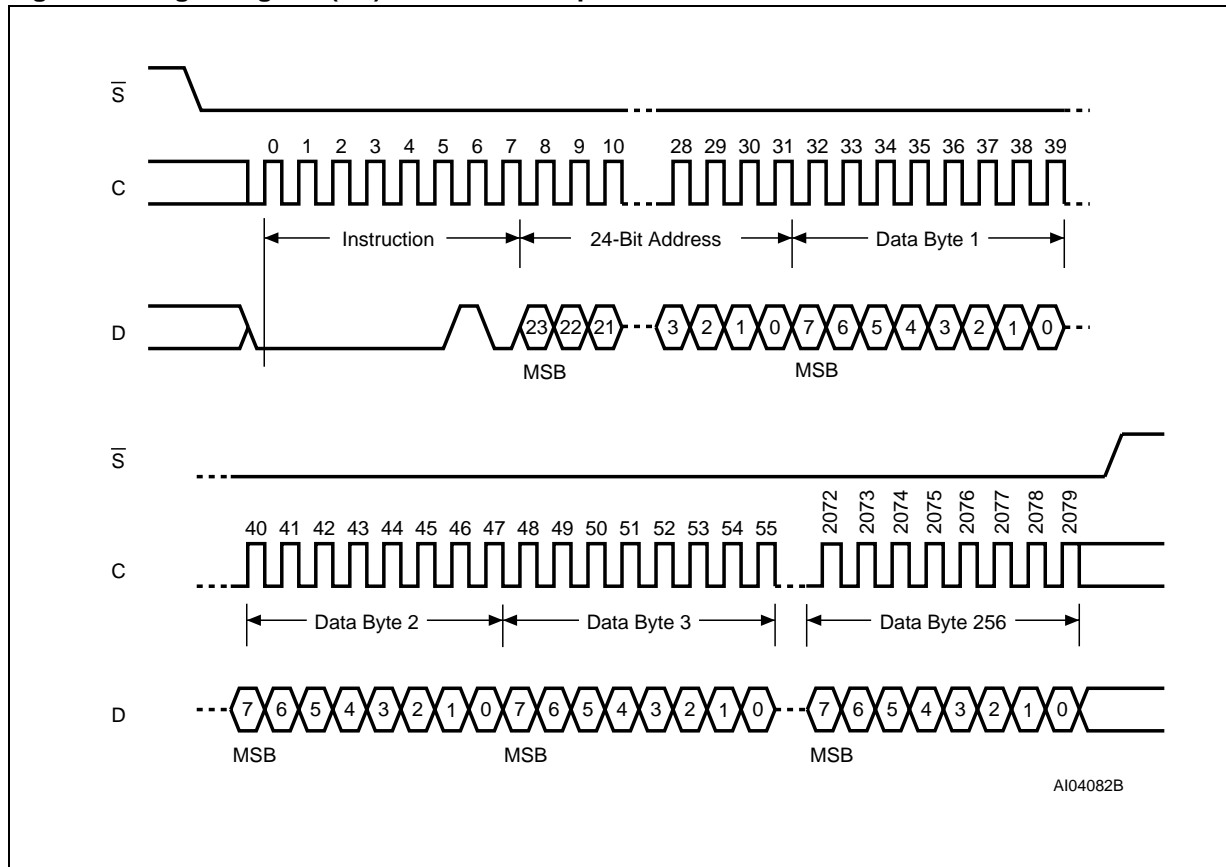 S
0 1 2 3 4 5 6 7 8 9 10 28 29 30 31 32 33 34 35 36 37 38 39
C
Instruction 24-Bit Address Data Byte 1
D 23 22 21 3 2 1 0 7 6 5 4 3 2 1 0
MSB MSB
S
40 41 42 43 44 45 46 47 48 49 50 51 52 53 54 55 2072 2073 2074 2075 2076 2077 2078 2079
C
Data Byte 2 Data Byte 3 Data Byte 256
D 7 6 5 4 3 2 1 0 7 6 5 4 3 2 1 0 7 6 5 4 3 2 1 0
MSB MSB MSB
AI04082B